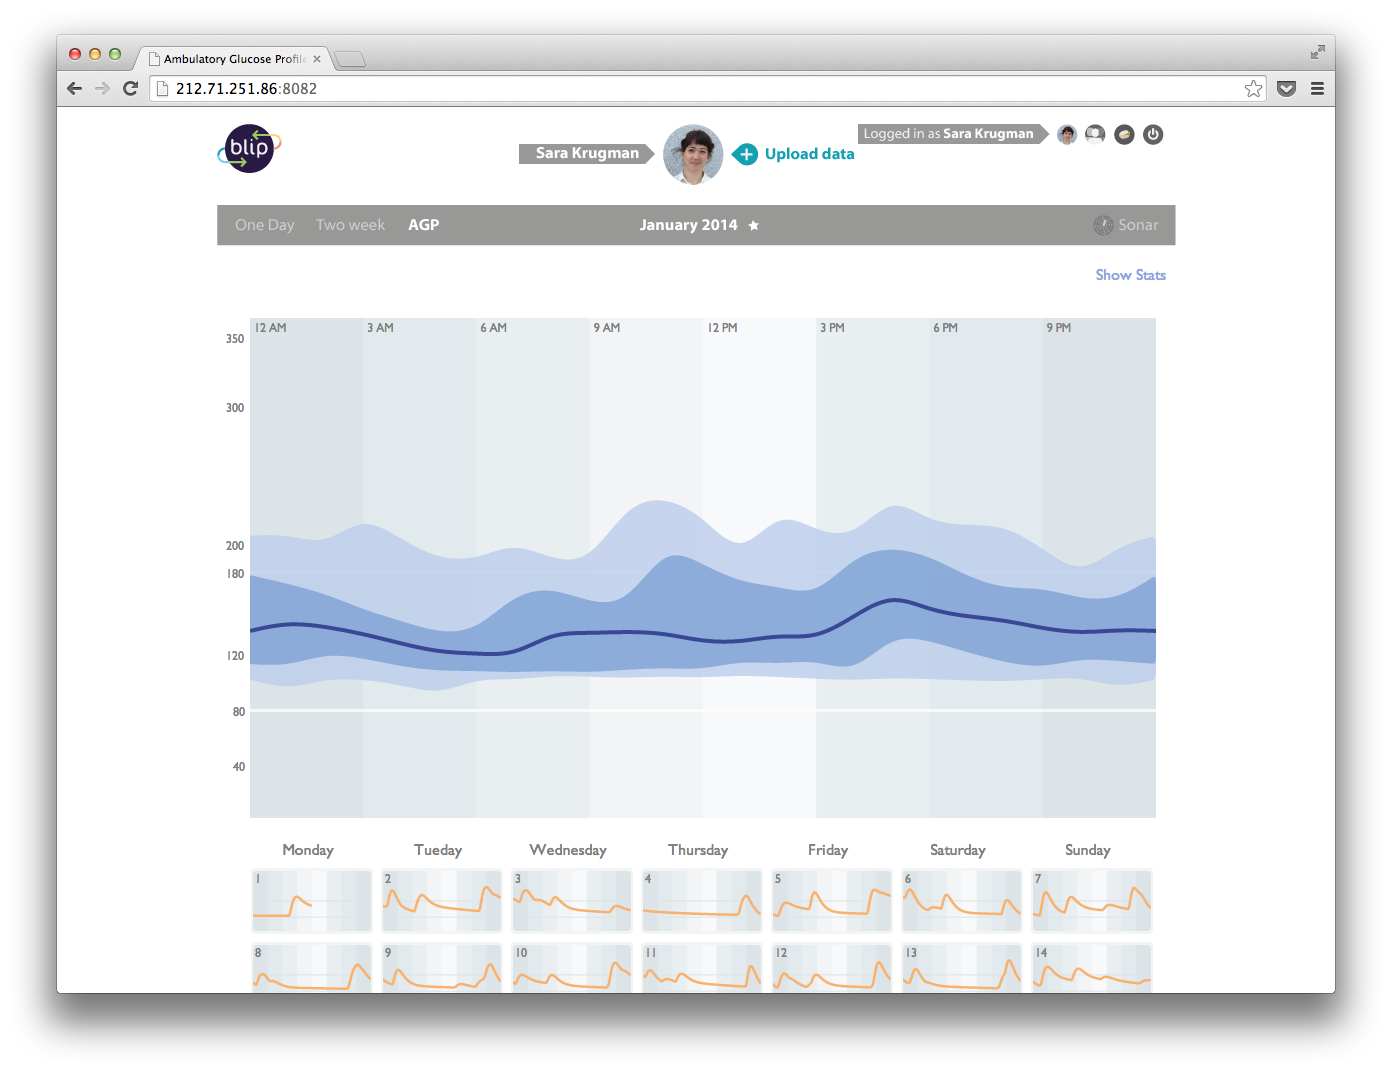 Ambulatory Glucose Profile
212.71.251.86:8082
blip
Sara Krugman
Upload data
Logged in as Sara Krugman
One Day Two week AGP
January 2014
Sonar
Show Stats
12 AM 3 AM 6 AM 9 AM 12 PM 3 PM 6 PM 9 PM
350
300
200
180
120
80
40
Monday Tueday Wednesday Thursday Friday Saturday Sunday
1 2 3 4 5 6 7
8 9 10 11 12 13 14